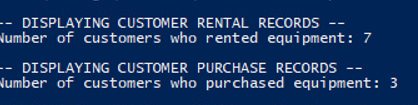 -- DISPLAYING CUSTOMER RENTAL RECORDS --
Number of customers who rented equipment: 7
-- DISPLAYING CUSTOMER PURCHASE RECORDS --
Number of customers who purchased equipment: 3